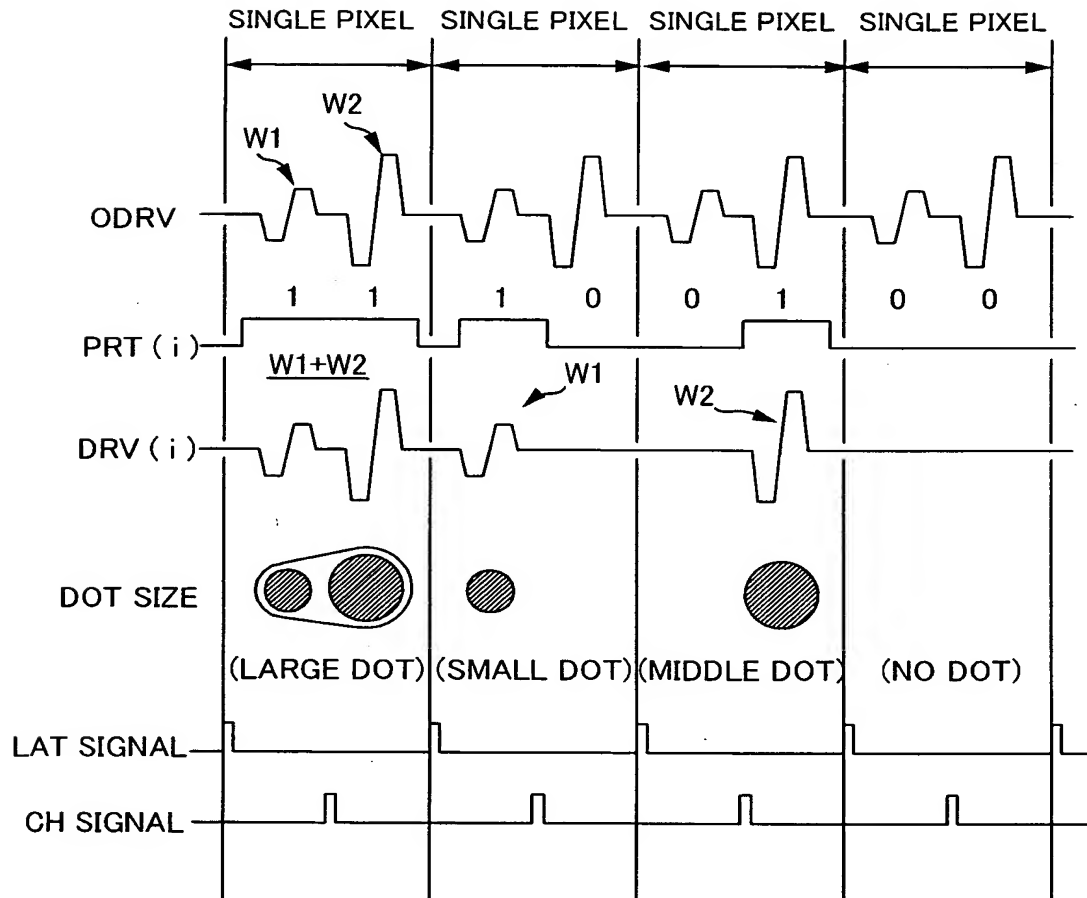 SINGLE PIXEL SINGLE PIXEL SINGLE PIXEL SINGLE PIXEL
W2
W1
ODRV
1 1 1 0 0 1 0 0
PRT ( i )
W1+W2
W1
W2
DRV ( i )
DOT SIZE
(LARGE DOT) (SMALL DOT) (MIDDLE DOT) (NO DOT)
LAT SIGNAL
CH SIGNAL